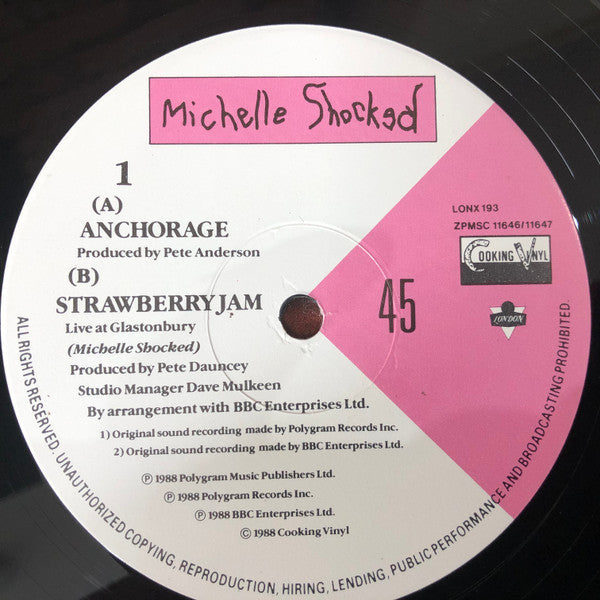 Michelle Shocked
1
(A)
ANCHORAGE
Produced by Pete Anderson
(B)
STRAWBERRY JAM
Live at Glastonbury
(Michelle Shocked)
Produced by Pete Dauncey
Studio Manager Dave Mulkeen
By arrangement with BBC Enterprises Ltd.
1) Original sound recording made by Polygram Records Inc.
2) Original sound recording made by BBC Enterprises Ltd.
℗ 1988 Polygram Music Publishers Ltd.
℗ 1988 Polygram Records Inc.
℗ 1988 BBC Enterprises Ltd.
© 1988 Cooking Vinyl
LONX 193
ZPMSC 11646/11647
COOKING VINYL
LONDON
45
ALL RIGHTS RESERVED. UNAUTHORIZED COPYING, REPRODUCTION, HIRING, LENDING, PUBLIC PERFORMANCE AND BROADCASTING PROHIBITED.